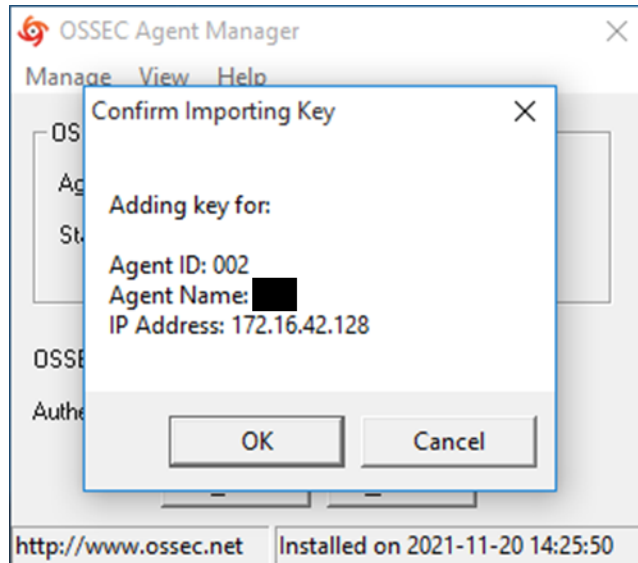 OSSEC Agent Manager
Manage View Help
Confirm Importing Key
Adding key for:
Agent ID: 002
Agent Name:
IP Address: 172.16.42.128
OK Cancel
http://www.ossec.net Installed on 2021-11-20 14:25:50